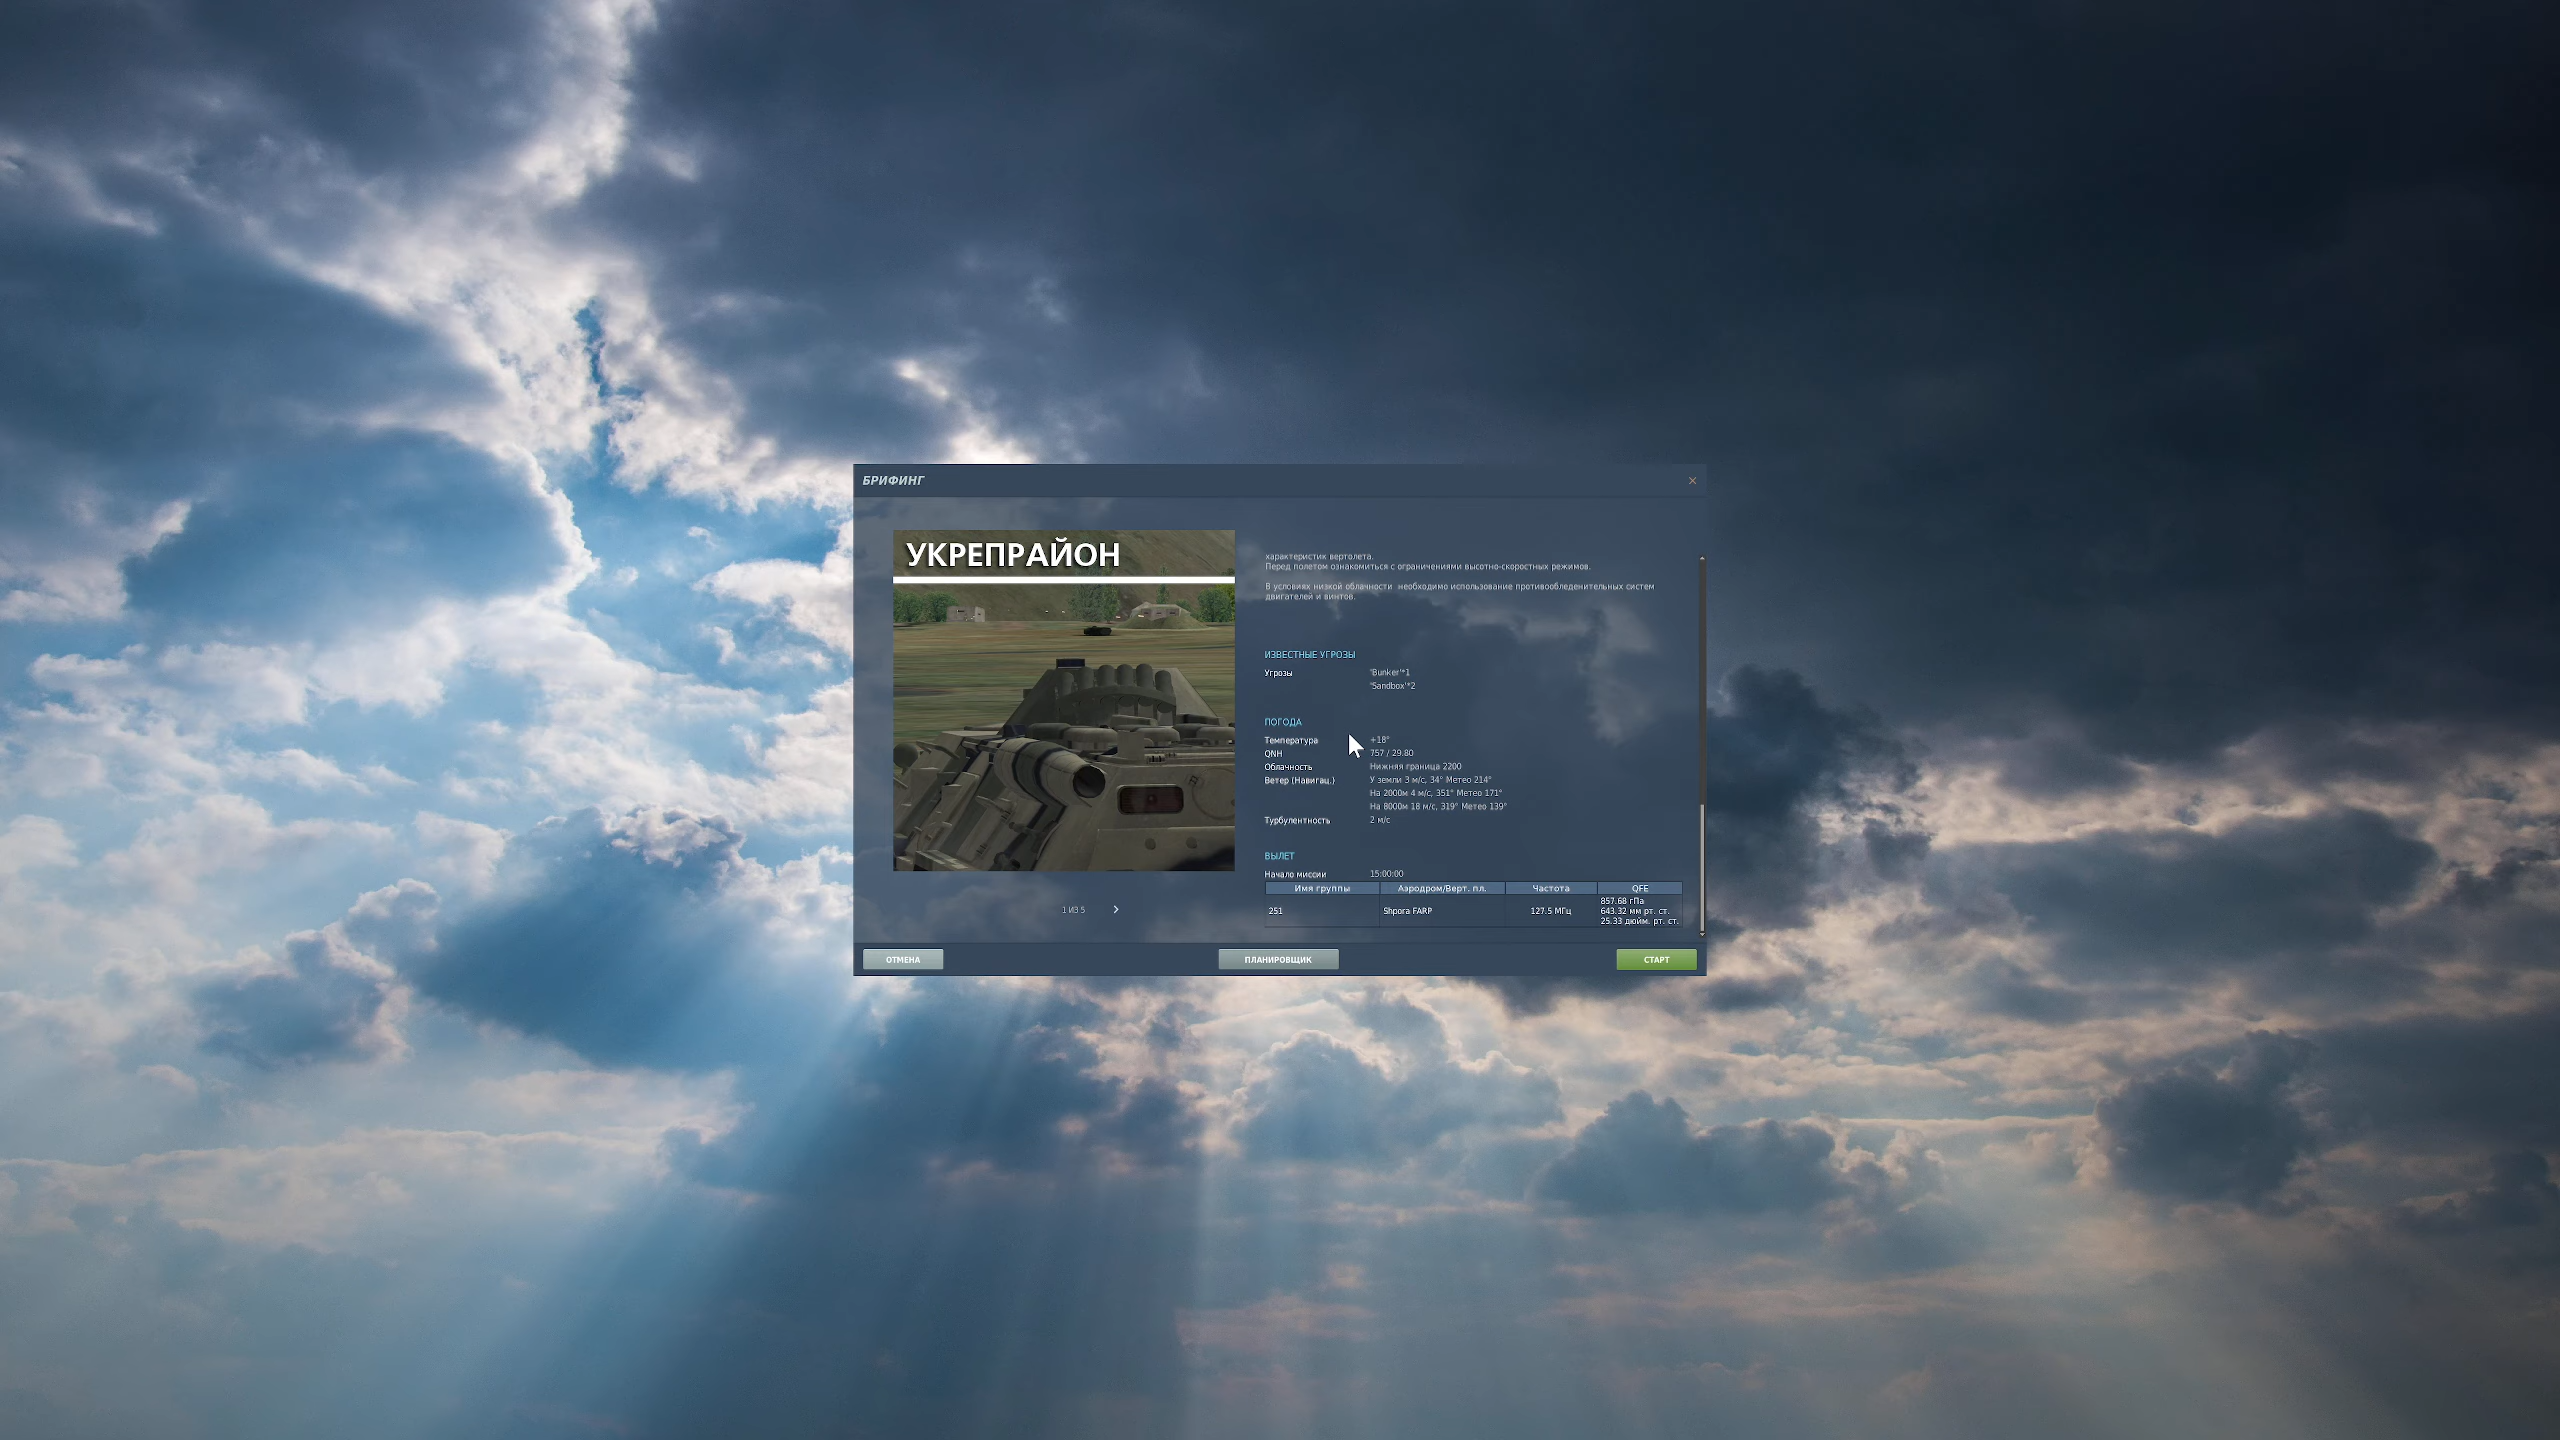 БРИФИНГ
×
УКРЕПРАЙОН
1 ИЗ 5
характеристик вертолета.
Перед полетом ознакомиться с ограничениями высотно-скоростных режимов.
В условиях низкой облачности  необходимо использование противообледенительных систем
двигателей и винтов.
ИЗВЕСТНЫЕ УГРОЗЫ
Угрозы 'Bunker'*1
'Sandbox'*2
ПОГОДА
Температура +18°
QNH 757 / 29.80
Облачность Нижняя граница 2200
Ветер (Навигац.) У земли 3 м/с, 34° Метео 214°
На 2000м 4 м/с, 351° Метео 171°
На 8000м 18 м/с, 319° Метео 139°
Турбулентность 2 м/с
ВЫЛЕТ
Начало миссии 15:00:00
Имя группы Аэродром/Верт. пл. Частота QFE
251 Shpora FARP 127.5 МГц 857.68 гПа
643.32 мм рт. ст.
25.33 дюйм. рт. ст.
ОТМЕНА ПЛАНИРОВЩИК СТАРТ